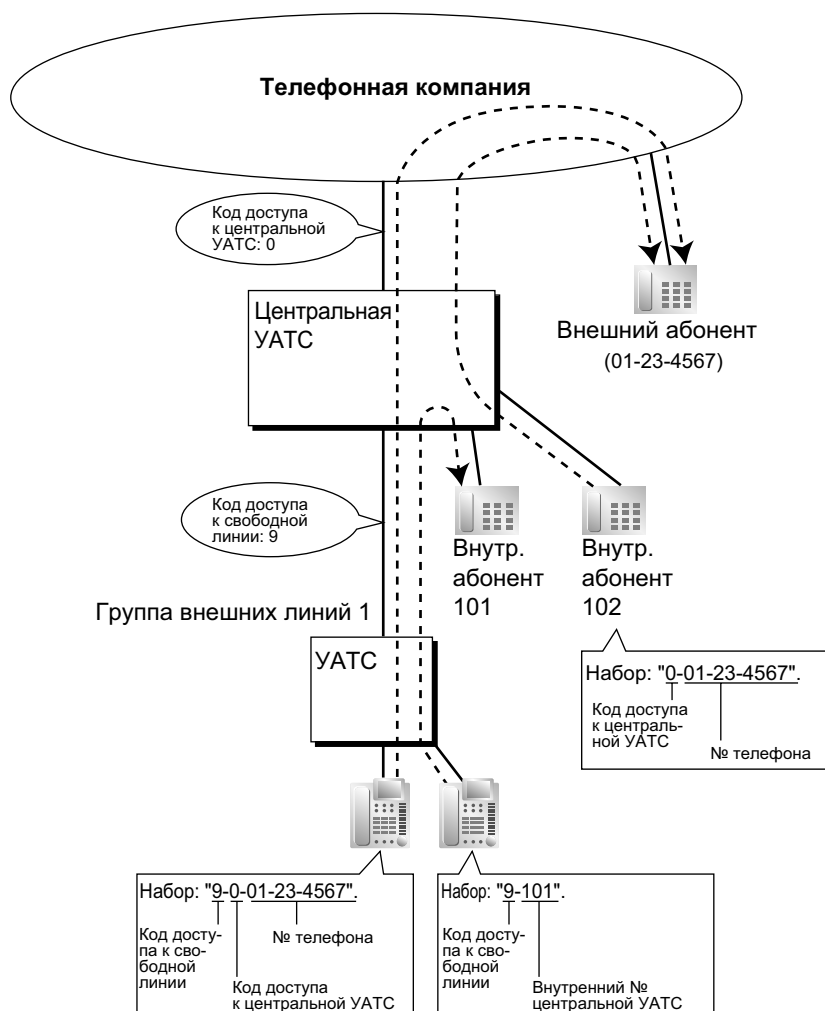 Телефонная компания
Код доступа
к центральной
УАТС: 0
Центральная
УАТС
Внешний абонент
(01-23-4567)
Код доступа
к свободной
линии: 9
Внутр.
абонент
101
Внутр.
абонент
102
Группа внешних линий 1
УАТС
Набор: "0-01-23-4567".
Код доступа
к централь-
ной УАТС
№ телефона
Набор: "9-0-01-23-4567".
Код досту-
па к сво-
бодной
линии
№ телефона
Код доступа
к центральной УАТС
Набор: "9-101".
Код досту-
па к сво-
бодной
линии
Внутренний №
центральной УАТС